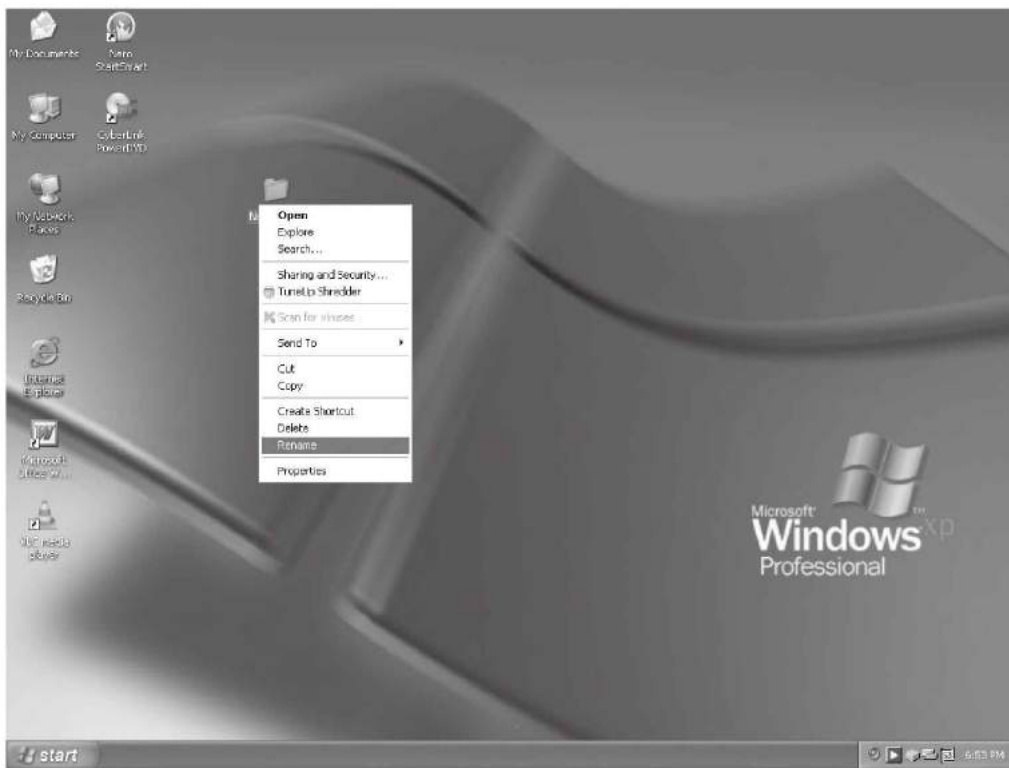 My Documents
Nero
StartSmart
My Computer
CyberLink
PowerDVD
My Network
Places
Recycle Bin
Internet
Explorer
Microsoft
Office W...
VLC media
player
Open
Explore
Search...
Sharing and Security...
TuneUp Shredder
Scan for viruses...
Send To
Cut
Copy
Create Shortcut
Delete
Rename
Properties
Microsoft
Windows xp
Professional
start
6:53 PM